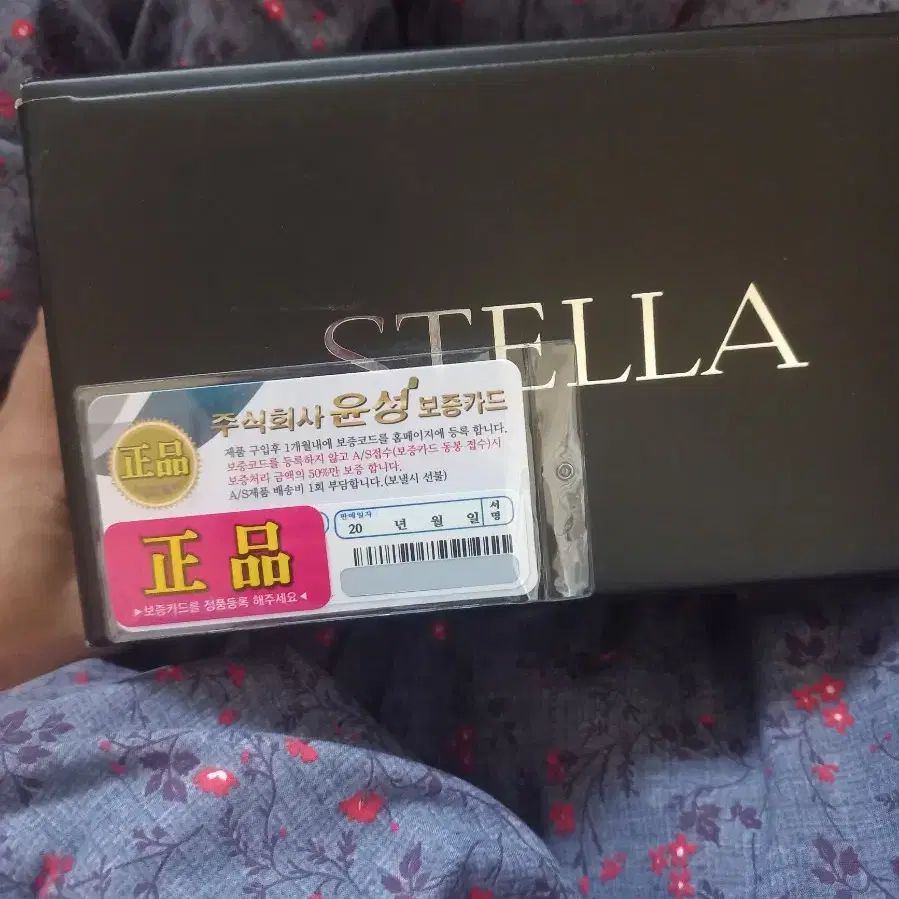 STELLA
주식회사 윤성 보증카드
正品
제품 구입후 1개월내에 보증코드를 홈페이지에 등록 합니다.
보증코드를 등록하지 않고 A/S접수(보증카드 동봉 접수)시
보증처리 금액의 50%만 보증 합니다.
A/S제품 배송비 1회 부담합니다.(보낼시 선불)
판매일자
20 년 월 일
서명
正品
▶보증카드를 정품등록 해주세요◀